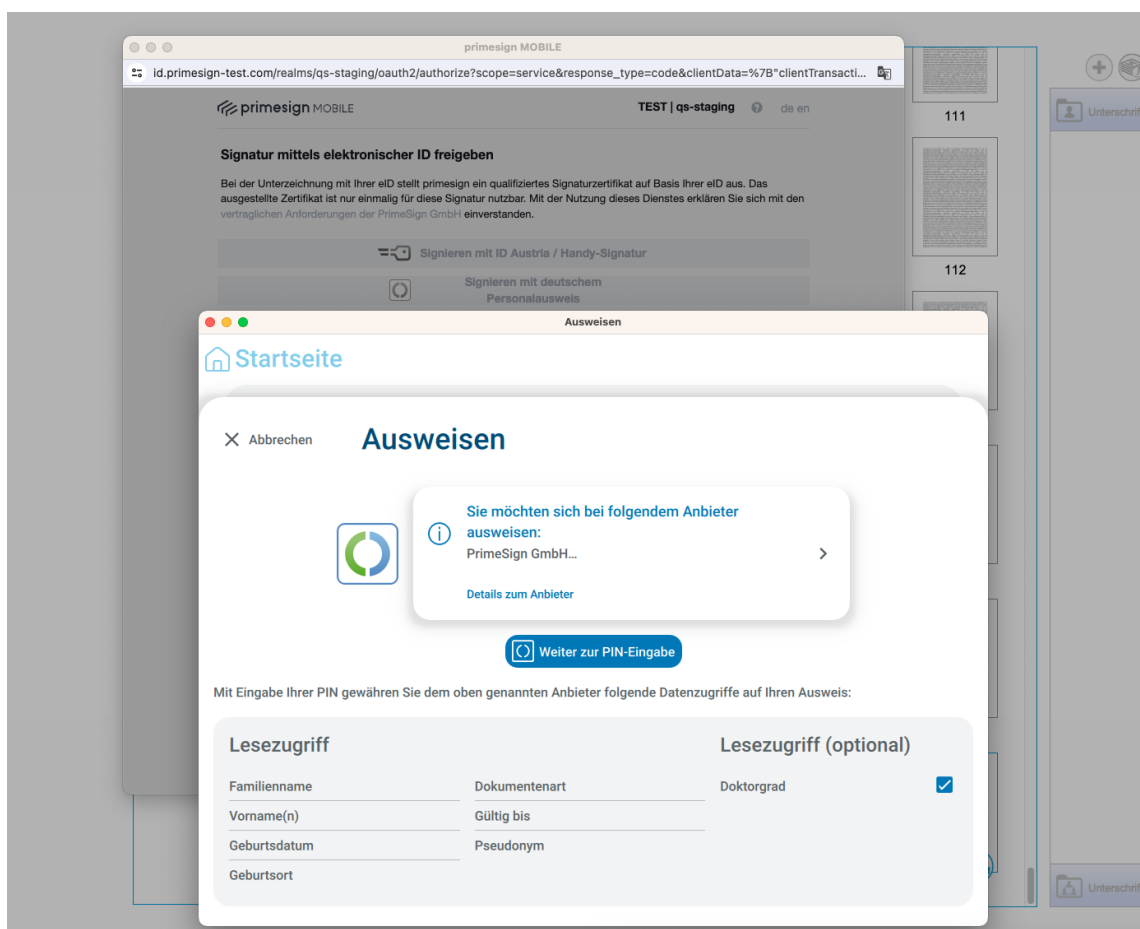 primesign MOBILE
id.primesign-test.com/realms/qs-staging/oauth2/authorize?scope=service&response_type=code&clientData=%7B"clientTransacti...
primesign MOBILE
TEST | qs-staging
de en
Signatur mittels elektronischer ID freigeben
Bei der Unterzeichnung mit Ihrer eID stellt primesign ein qualifiziertes Signaturzertifikat auf Basis Ihrer eID aus. Das
ausgestellte Zertifikat ist nur einmalig für diese Signatur nutzbar. Mit der Nutzung dieses Dienstes erklären Sie sich mit den
vertraglichen Anforderungen der PrimeSign GmbH einverstanden.
Signieren mit ID Austria / Handy-Signatur
Signieren mit deutschem
Personalausweis
111
112
Unterschrif
Ausweisen
Startseite
Abbrechen
Ausweisen
Sie möchten sich bei folgendem Anbieter
ausweisen:
PrimeSign GmbH...
Details zum Anbieter
Weiter zur PIN-Eingabe
Mit Eingabe Ihrer PIN gewähren Sie dem oben genannten Anbieter folgende Datenzugriffe auf Ihren Ausweis:
Lesezugriff
Familienname
Vorname(n)
Geburtsdatum
Geburtsort
Dokumentenart
Gültig bis
Pseudonym
Lesezugriff (optional)
Doktorgrad
Unterschrif